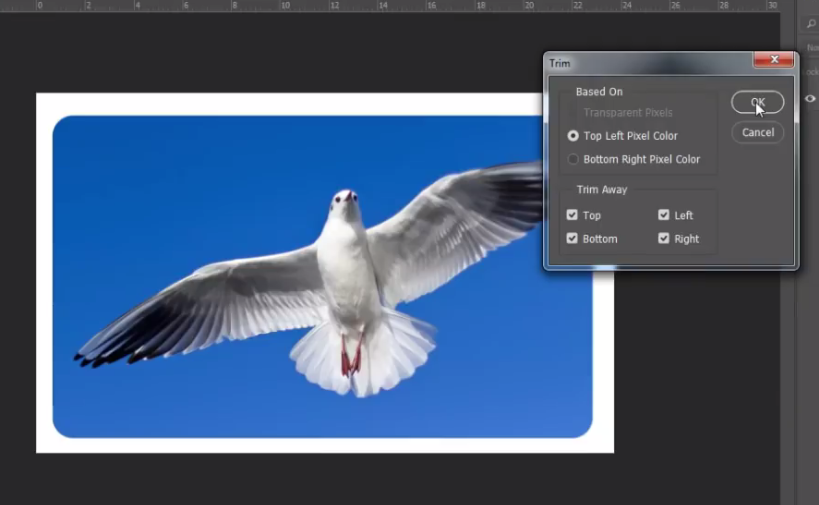 0 2 4 6 8 10 12 14 16 18 20 22 24 26 28 30
Trim
Based On
Transparent Pixels
OK
Top Left Pixel Color
Cancel
Bottom Right Pixel Color
Trim Away
Top
Left
Bottom
Right